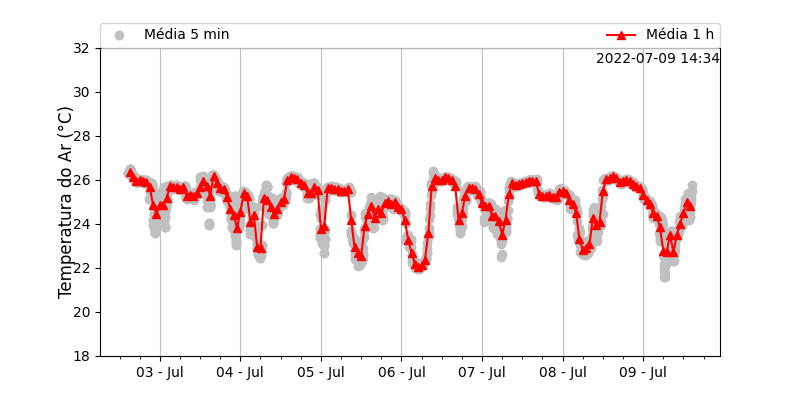 Média 5 min
Média 1 h
2022-07-09 14:34
Temperatura do Ar (°C)
32
30
28
26
24
22
20
18
03 - Jul
04 - Jul
05 - Jul
06 - Jul
07 - Jul
08 - Jul
09 - Jul